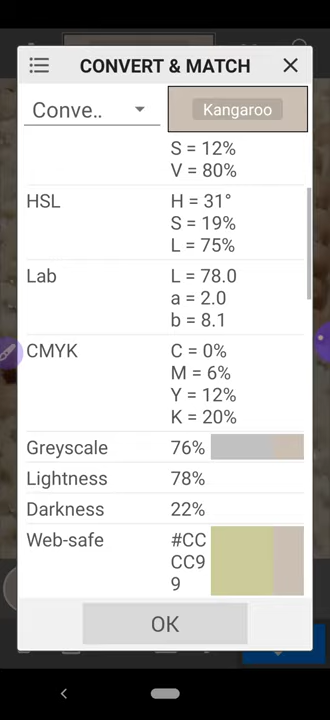 CONVERT & MATCH
Conve..
Kangaroo
S = 12%
V = 80%
HSL
H = 31°
S = 19%
L = 75%
Lab
L = 78.0
a = 2.0
b = 8.1
CMYK
C = 0%
M = 6%
Y = 12%
K = 20%
Greyscale 76%
Lightness 78%
Darkness 22%
Web-safe
#CC
CC9
9
OK